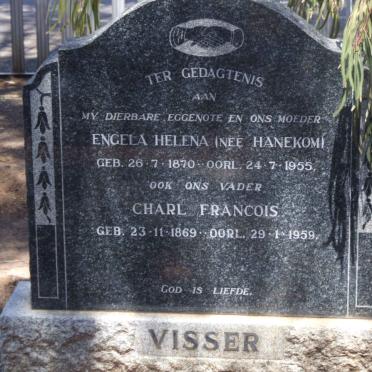 TER GEDAGTENIS
AAN
MY DIERBARE EGGENOTE EN ONS MOEDER
ENGELA HELENA (NEE HANEKOM)
GEB. 26-7-1870 - OORL. 24-7-1955.
OOK ONS VADER
CHARL FRANCOIS
GEB. 23-11-1869 - OORL. 29-1-1959.
GOD IS LIEFDE.
VISSER